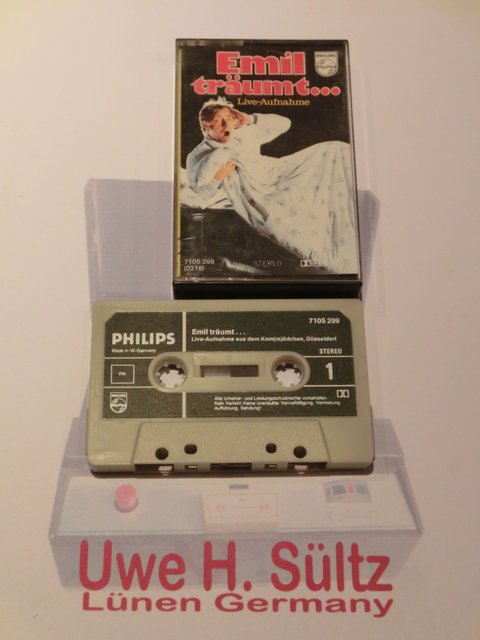 Emil
träumt...
Live-Aufnahme
PHILIPS
7105 299
(0219)
STEREO
PHILIPS
Made in W.-Germany
Emil träumt...
Live-Aufnahme aus dem Kom(m)ödchen, Düsseldorf
7105 299
STEREO
1
PHILIPS
Alle Urheber- und Leistungsschutzrechte vorbehalten
Kein Verleih! Keine unerlaubte Vervielfältigung, Vermietung,
Aufführung, Sendung!
Uwe H. Sültz
Lünen Germany